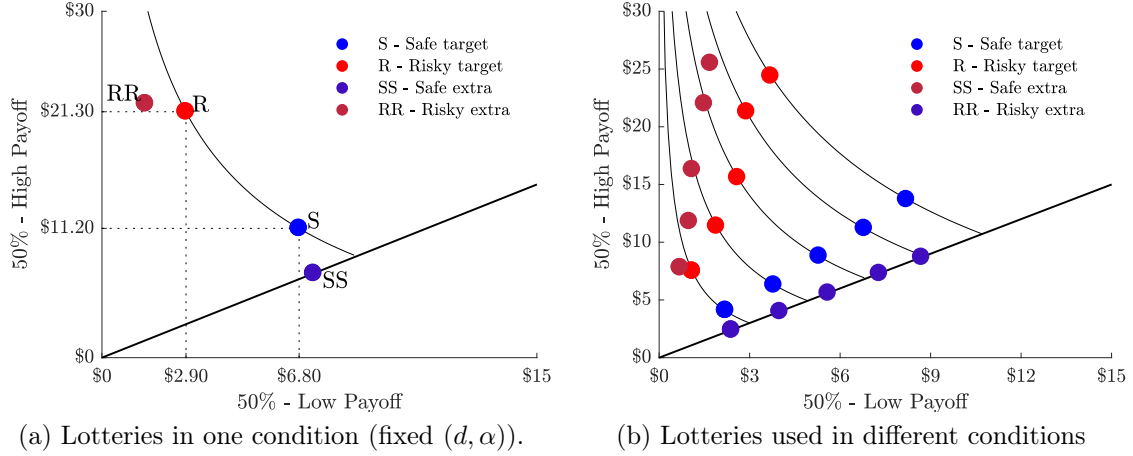 $30
$21.30
$11.20
$0
50% - High Payoff
RR
R
S
SS
S - Safe target
R - Risky target
SS - Safe extra
RR - Risky extra
$0
$2.90
$6.80
$15
50% - Low Payoff
(a) Lotteries in one condition (fixed (d, α)).
$30
$25
$20
$15
$10
$5
$0
50% - High Payoff
S - Safe target
R - Risky target
SS - Safe extra
RR - Risky extra
$0
$3
$6
$9
$12
$15
50% - Low Payoff
(b) Lotteries used in different conditions